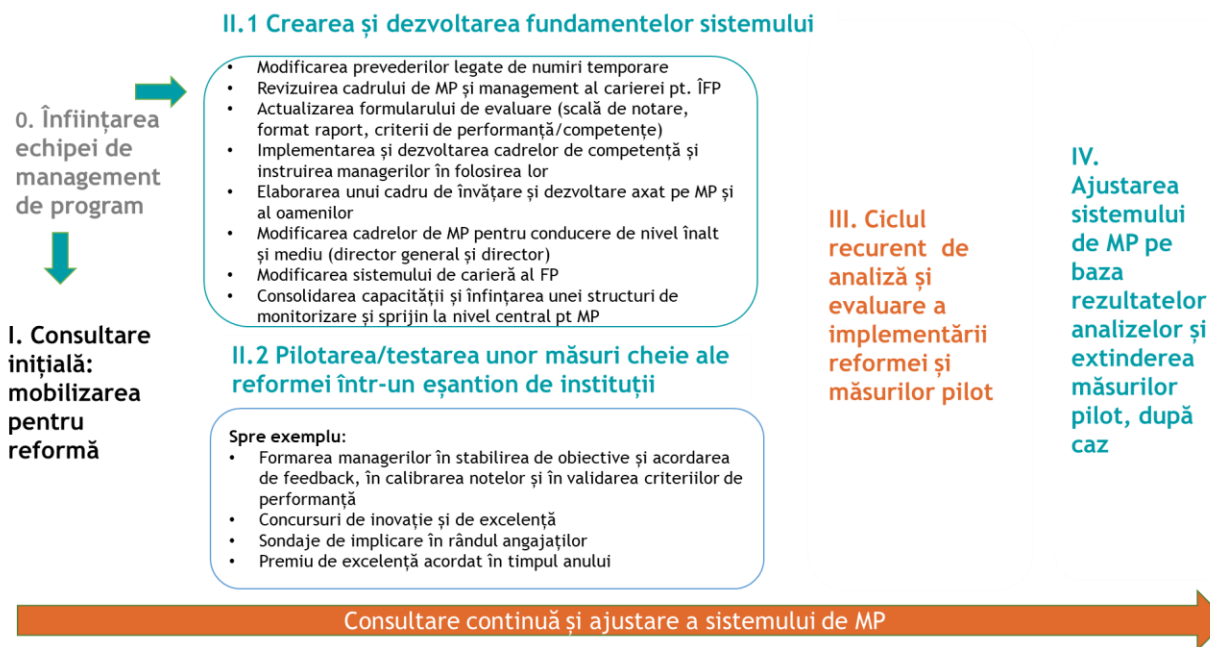 II.1 Crearea și dezvoltarea fundamentelor sistemului
0. Înființarea
echipei de
management
de program
• Modificarea prevederilor legate de numiri temporare
• Revizuirea cadrului de MP și management al carierei pt. ÎFP
• Actualizarea formularului de evaluare (scală de notare,
format raport, criterii de performanță/competențe)
• Implementarea și dezvoltarea cadrelor de competență și
instruirea managerilor în folosirea lor
• Elaborarea unui cadru de învățare și dezvoltare axat pe MP și
al oamenilor
• Modificarea cadrelor de MP pentru conducere de nivel înalt
și mediu (director general și director)
• Modificarea sistemului de carieră al FP
• Consolidarea capacității și înfințarea unei structuri de
monitorizare și sprijin la nivel central pt MP
I. Consultare
inițială:
mobilizarea
pentru
reformă
II.2 Pilotarea/testarea unor măsuri cheie ale
reformei într-un eșantion de instituții
Spre exemplu:
• Formarea managerilor în stabilirea de obiective și acordarea
de feedback, în calibrarea notelor și în validarea criteriilor de
performanță
• Concursuri de inovație și de excelență
• Sondaje de implicare în rândul angajaților
• Premiu de excelență acordat în timpul anului
III. Ciclul
recurent de
analiză și
evaluare a
implementării
reformei și
măsurilor pilot
IV.
Ajustarea
sistemului
de MP pe
baza
rezultatelor
analizelor și
extinderea
măsurilor
pilot, după
caz
Consultare continuă și ajustare a sistemului de MP